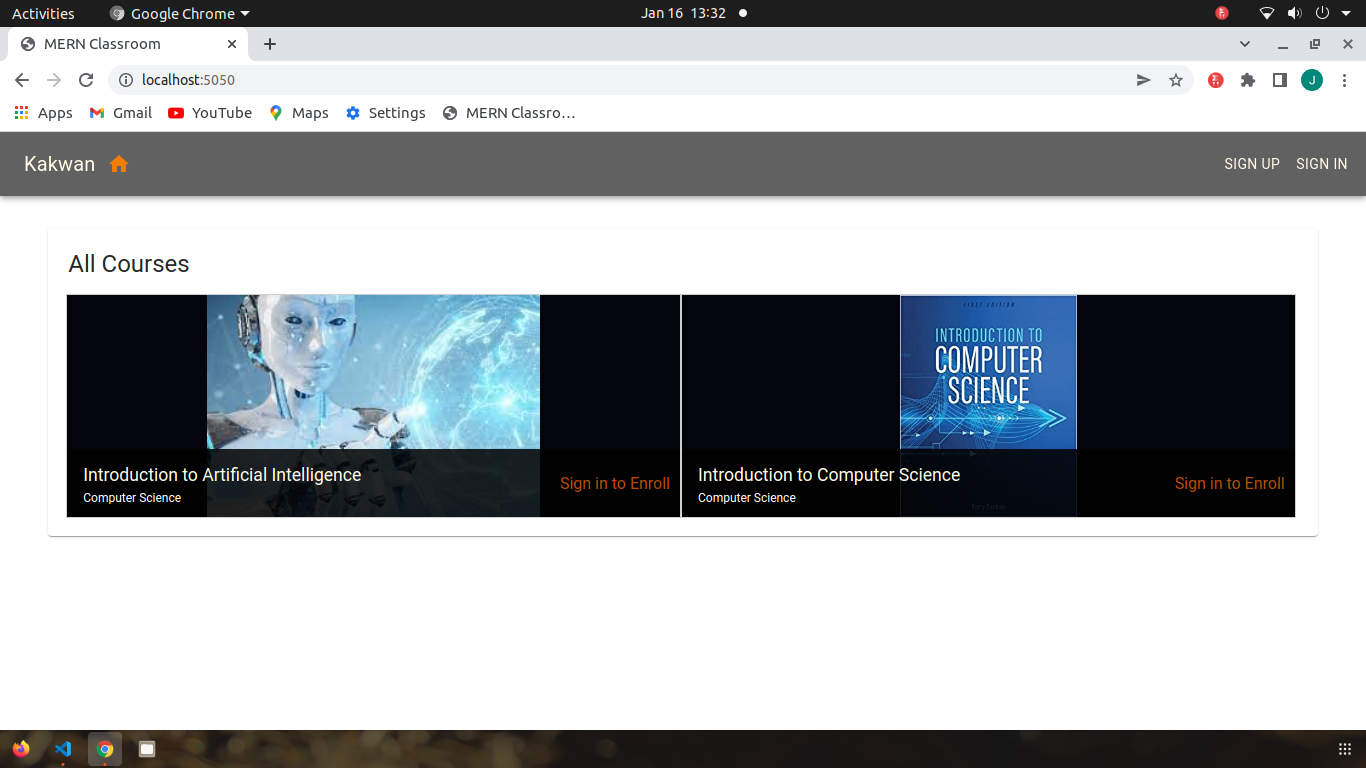 Activities Google Chrome Jan 16 13:32
MERN Classroom
localhost:5050 J
Apps Gmail YouTube Maps Settings MERN Classro…
Kakwan SIGN UP SIGN IN
All Courses
FIRST EDITION
INTRODUCTION TO
COMPUTER
SCIENCE
Introduction to Artificial Intelligence
Computer Science
Sign in to Enroll
Introduction to Computer Science
Computer Science
Sign in to Enroll